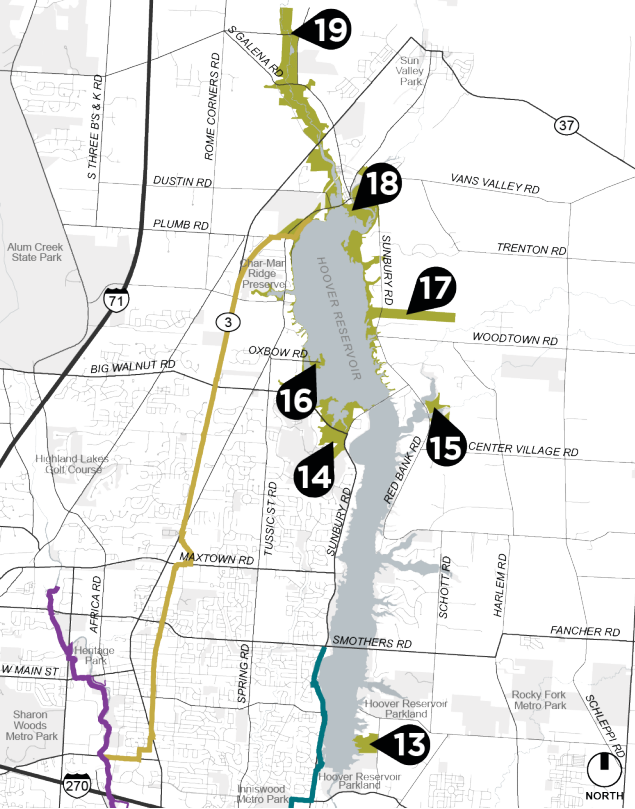 19
S GALENA RD
Sun
Valley
Park
ROME CORNERS RD
S THREE B'S & K RD
37
DUSTIN RD
18
VANS VALLEY RD
PLUMB RD
SUNBURY RD
TRENTON RD
Alum Creek
State Park
Char-Mar
Ridge
Preserve
HOOVER RESERVOIR
17
71
3
WOODTOWN RD
OXBOW RD
BIG WALNUT RD
16
15
CENTER VILLAGE RD
14
RED BANK RD
Highland Lakes
Golf Course
TUSSIC ST RD
SUNBURY RD
MAXTOWN RD
SCHOTT RD
HARLEM RD
AFRICA RD
FANCHER RD
SMOTHERS RD
Heritage
Park
W MAIN ST
SPRING RD
Rocky Fork
Metro Park
SCHLEPPI RD
Hoover Reservoir
Parkland
Sharon
Woods
Metro Park
13
270
Hoover Reservoir
Parkland
Inniswood
Metro Park
NORTH